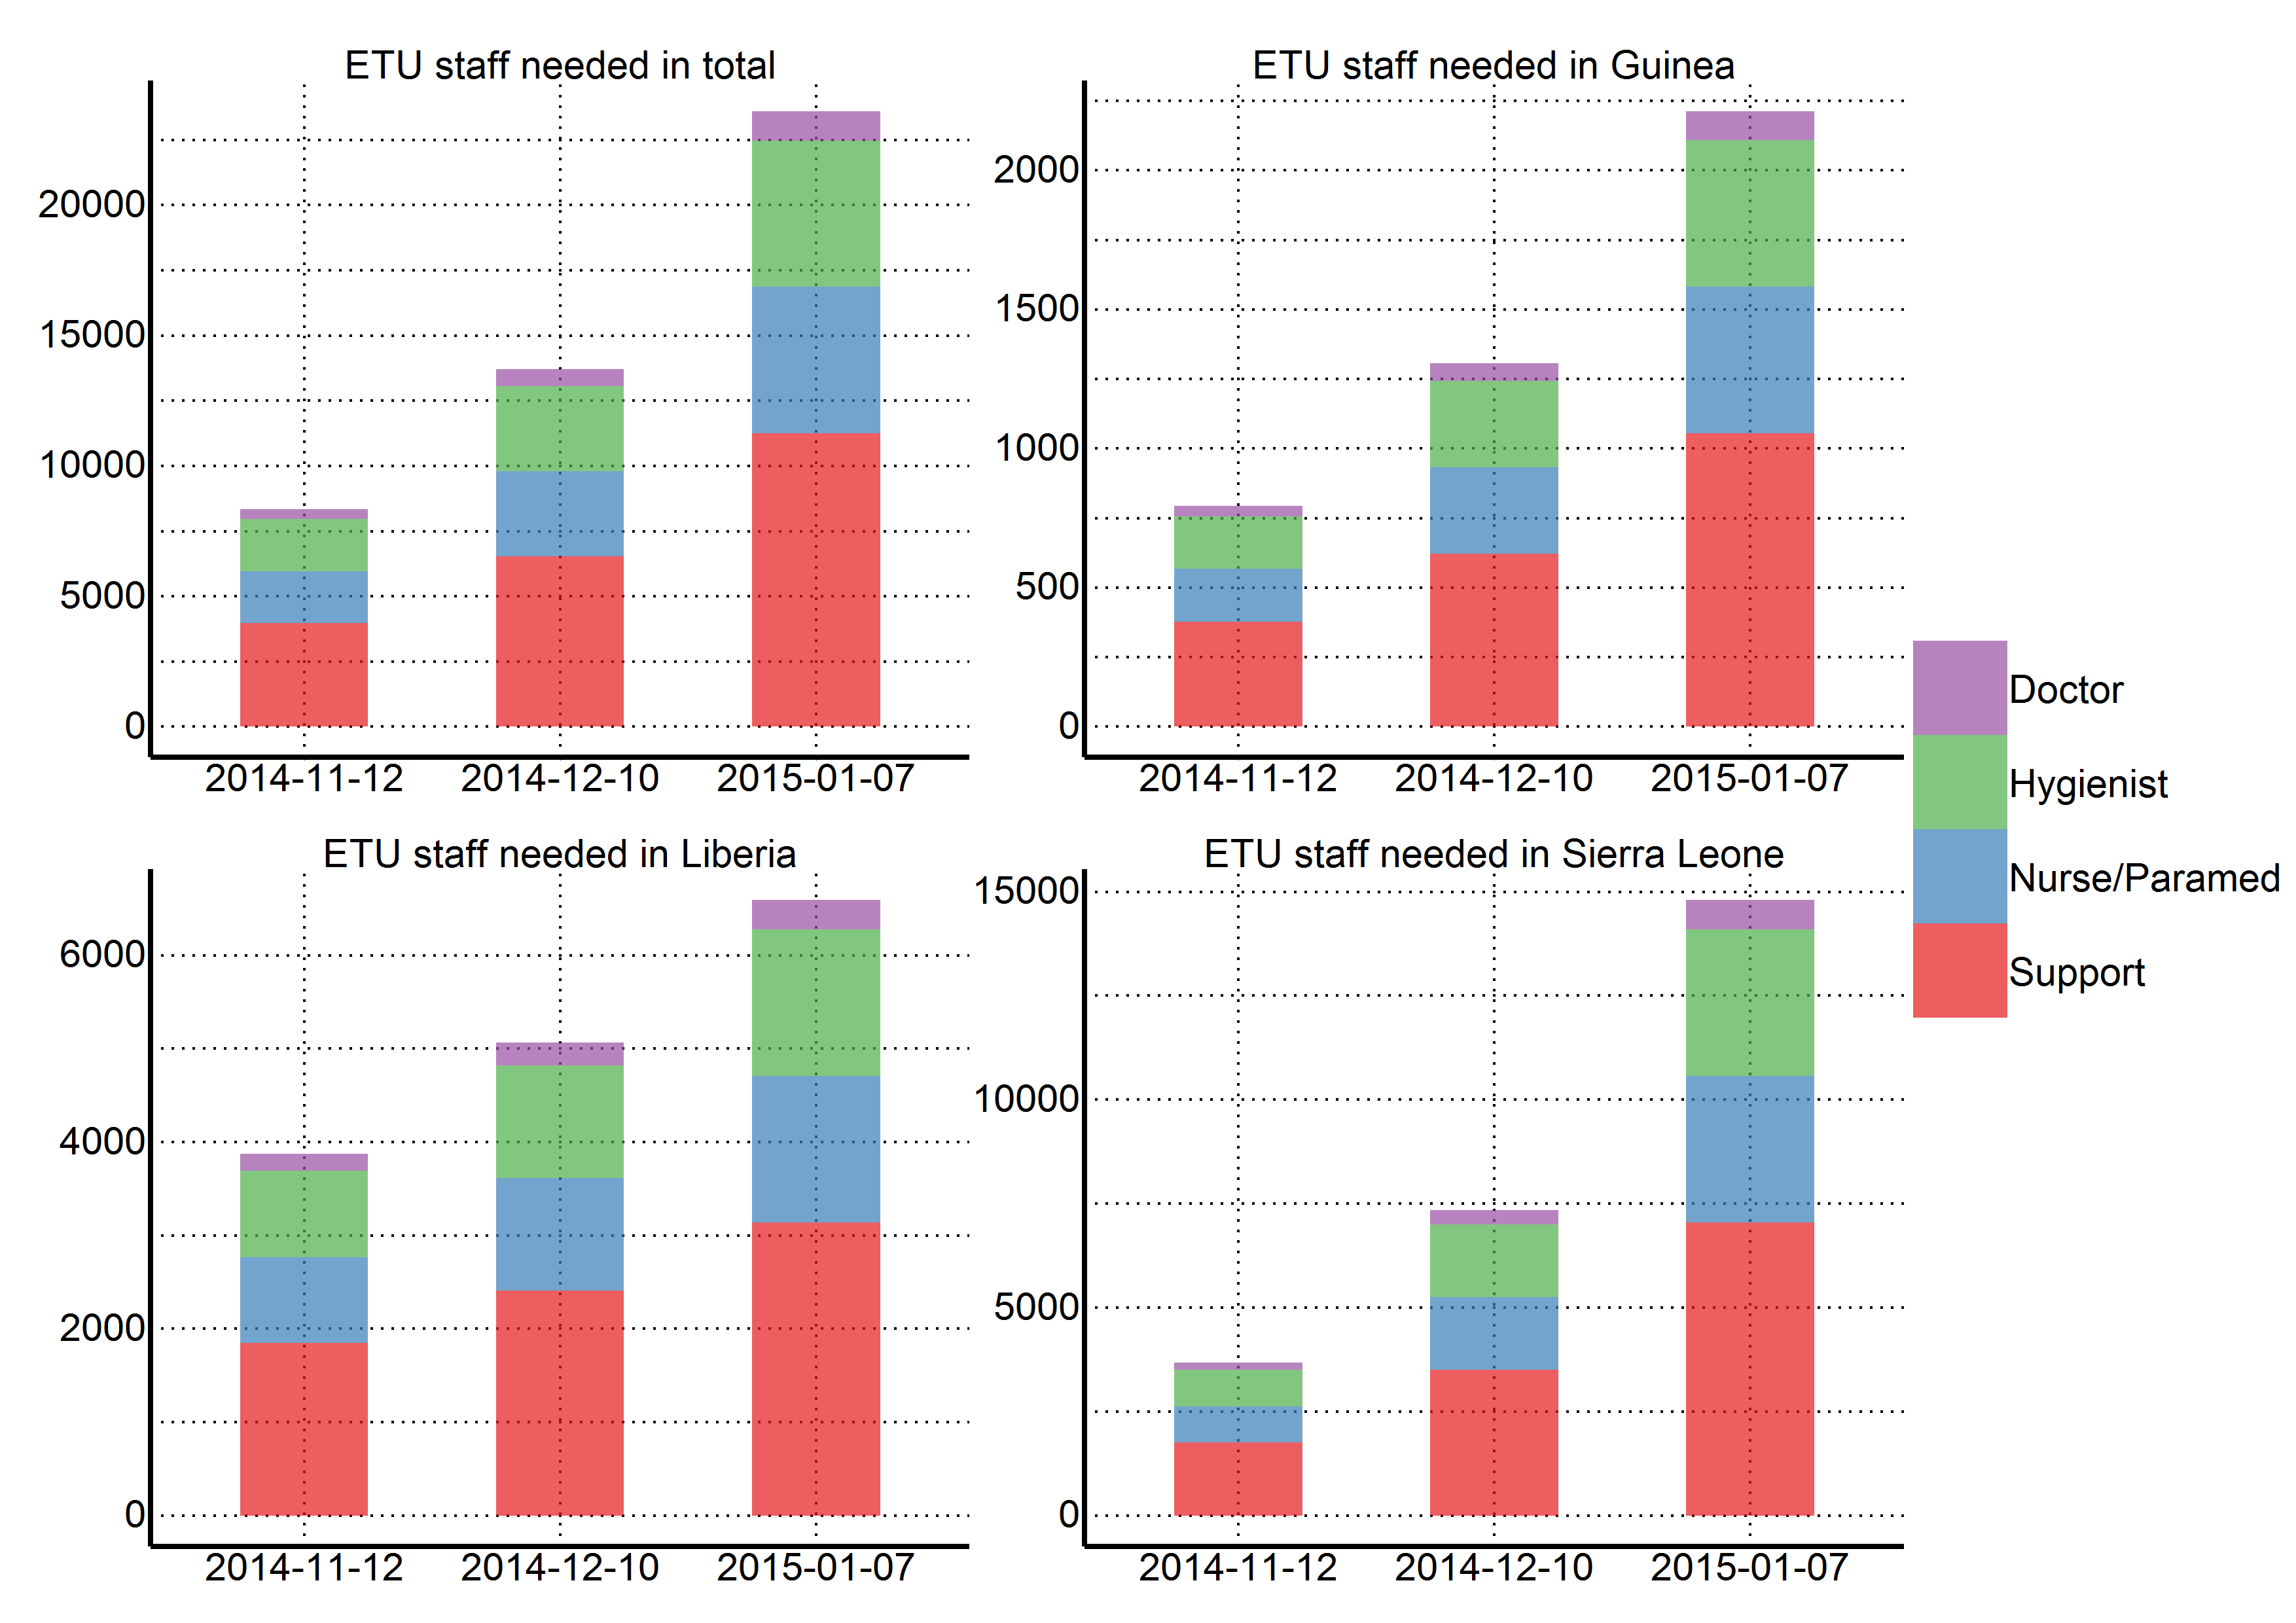 ETU staff needed in total
20000
15000
10000
5000
0
2014-11-12 2014-12-10 2015-01-07
ETU staff needed in Guinea
2000
1500
1000
500
0
2014-11-12 2014-12-10 2015-01-07
ETU staff needed in Liberia
6000
4000
2000
0
2014-11-12 2014-12-10 2015-01-07
ETU staff needed in Sierra Leone
15000
10000
5000
0
2014-11-12 2014-12-10 2015-01-07
Doctor
Hygienist
Nurse/Paramed
Support